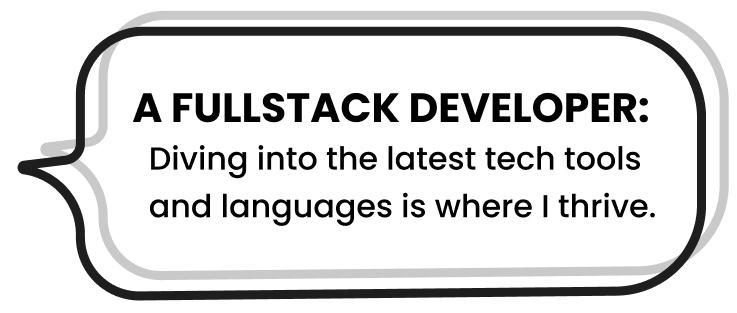 A FULLSTACK DEVELOPER:
Diving into the latest tech tools
and languages is where I thrive.